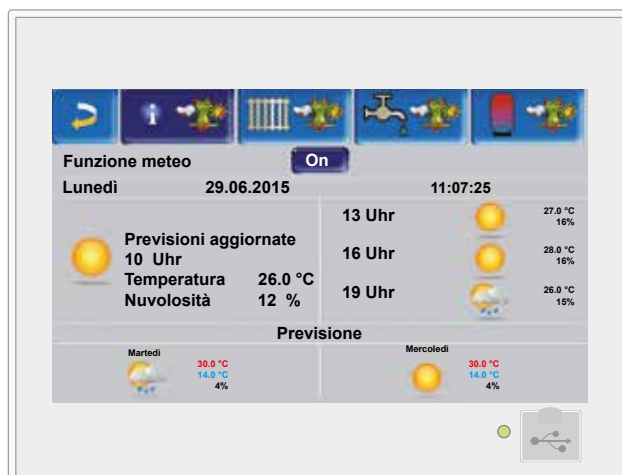 i
Funzione meteo On
Lunedì 29.06.2015 11:07:25
Previsioni aggiornate
10 Uhr
Temperatura 26.0 °C
Nuvolosità 12 %
13 Uhr 27.0 °C
16%
16 Uhr 28.0 °C
16%
19 Uhr 26.0 °C
15%
Previsione
Martedì
30.0 °C
14.0 °C
4%
Mercoledì
30.0 °C
14.0 °C
4%